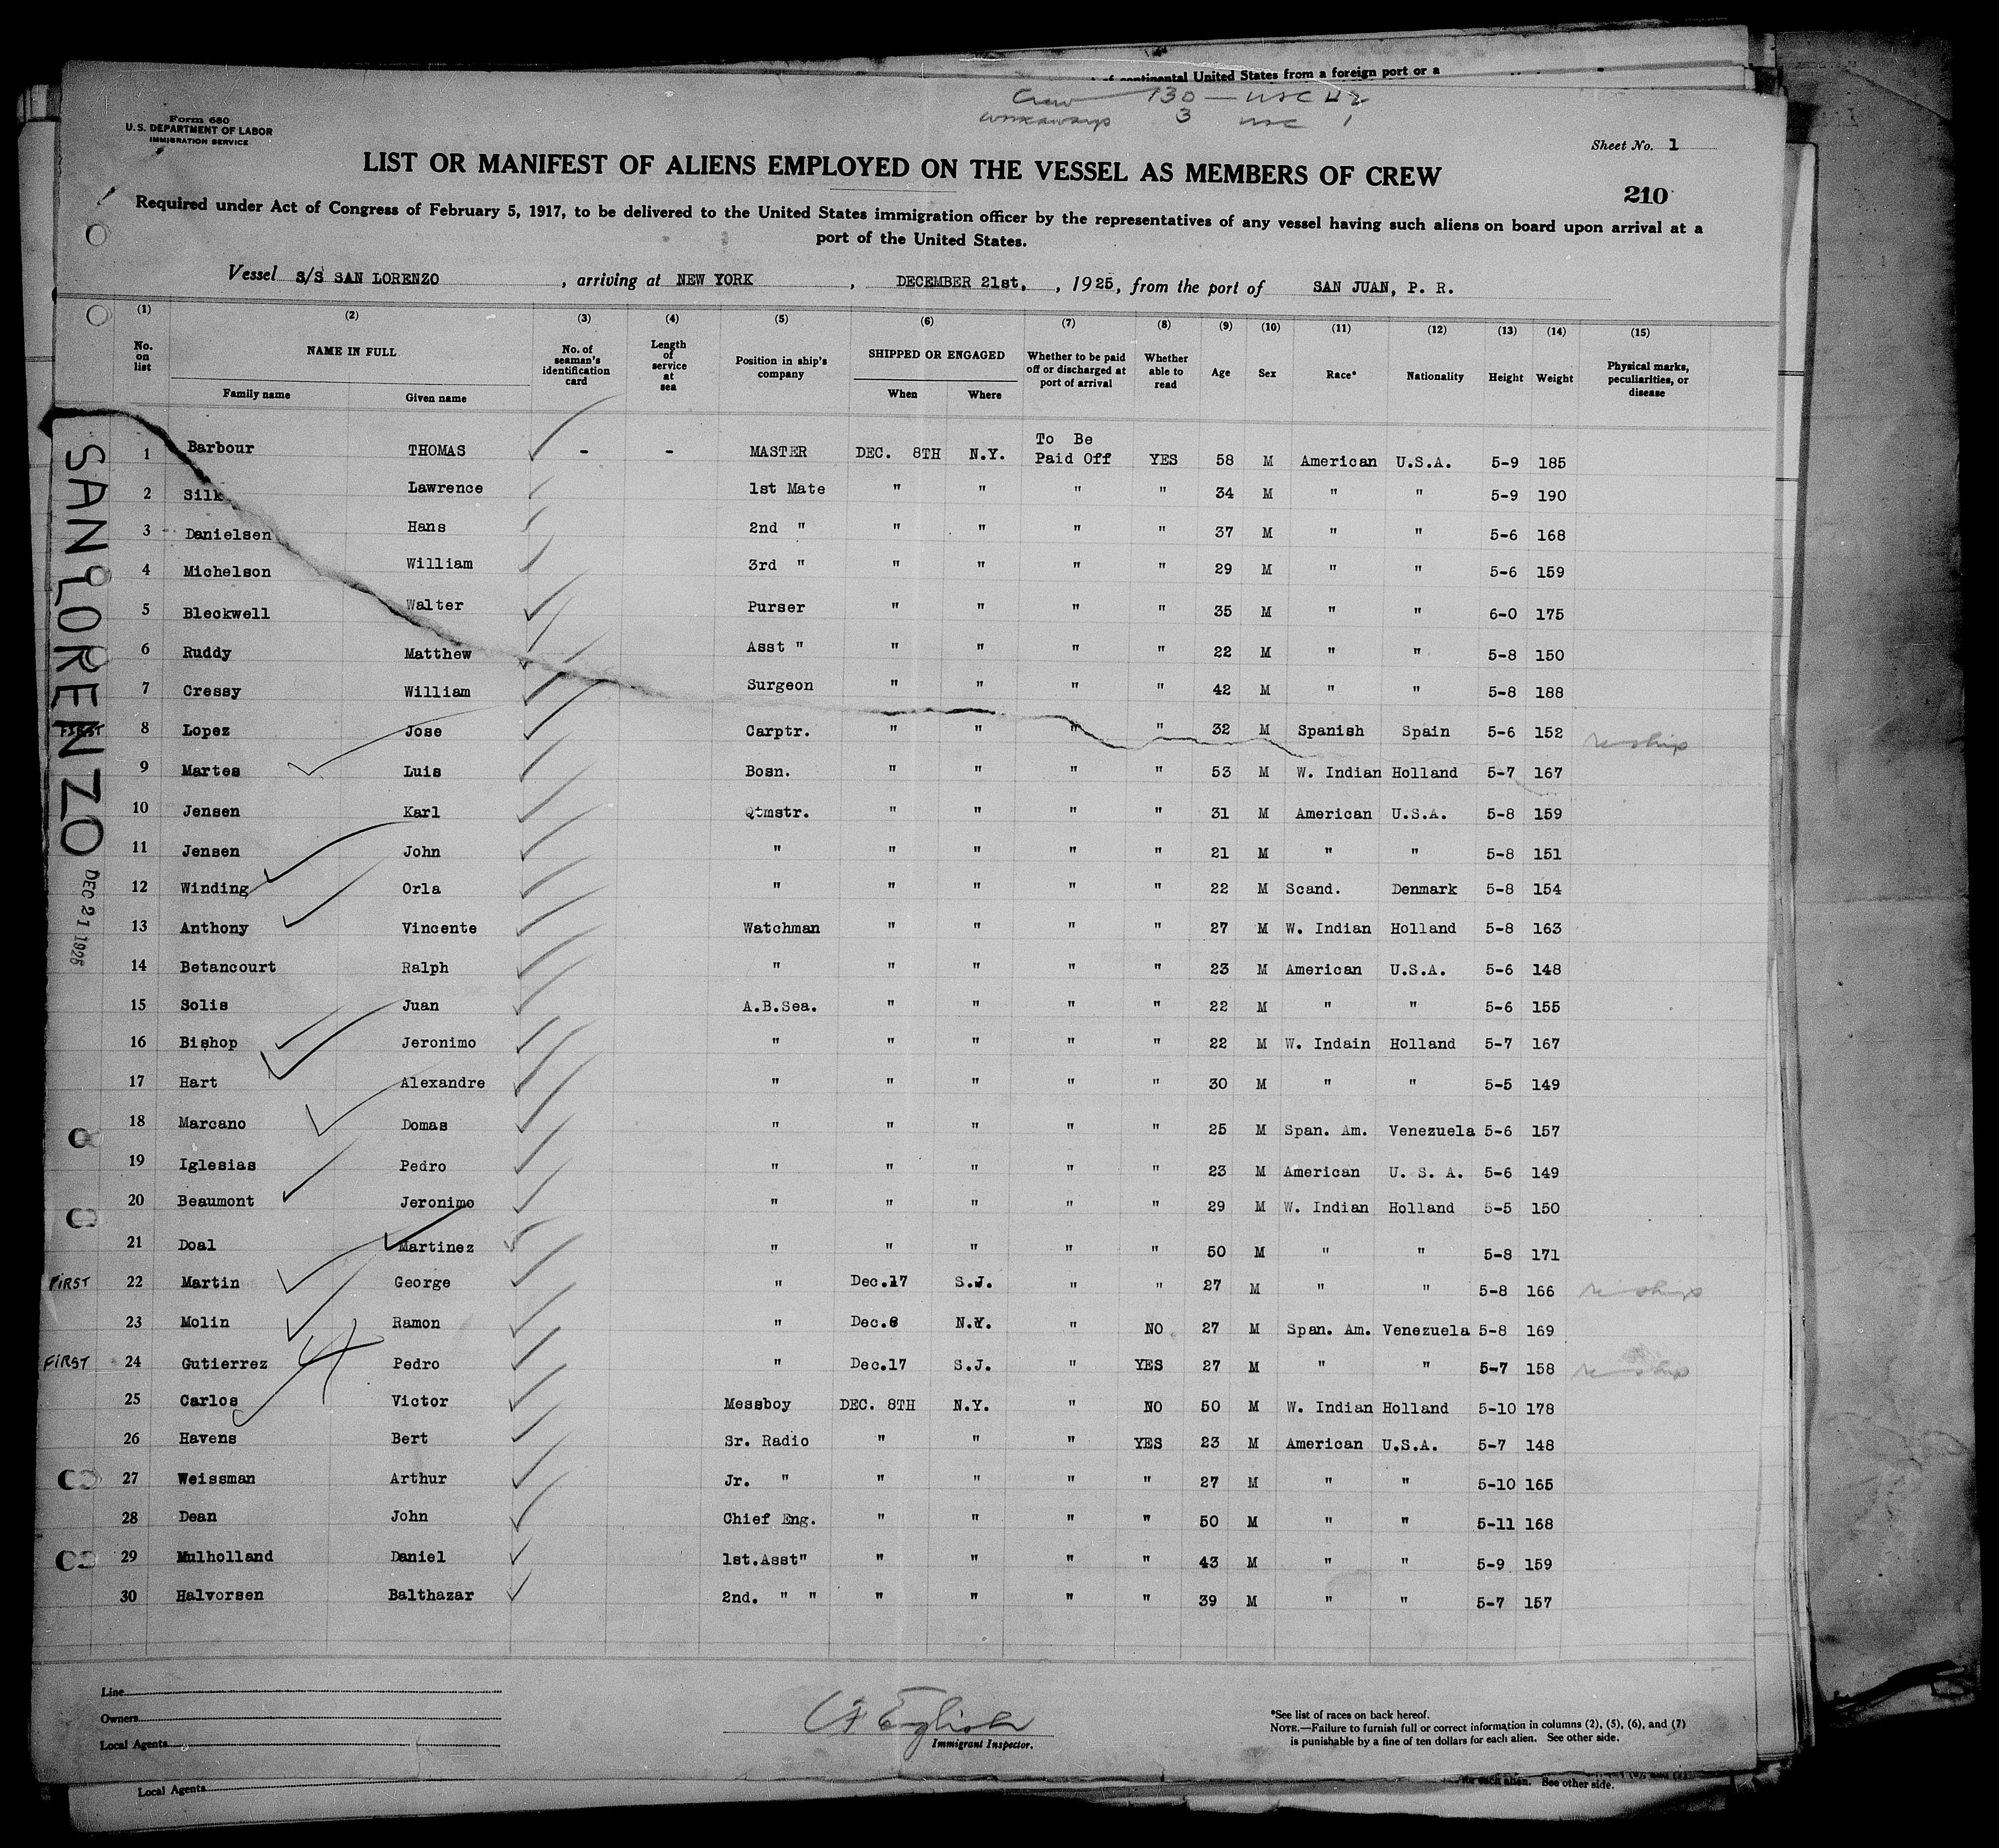 of continental United States from a foreign port or a
Crew 130 — USC 42
workaways 3 USC 1
Form 680
U.S. DEPARTMENT OF LABOR
IMMIGRATION SERVICE
Sheet No. 1
LIST OR MANIFEST OF ALIENS EMPLOYED ON THE VESSEL AS MEMBERS OF CREW
210
Required under Act of Congress of February 5, 1917, to be delivered to the United States immigration officer by the representatives of any vessel having such aliens on board upon arrival at a
port of the United States.
Vessel S/S SAN LORENZO , arriving at NEW YORK , DECEMBER 21st. , 1925, from the port of SAN JUAN, P. R.
(1) (2) (3) (4) (5) (6) (7) (8) (9) (10) (11) (12) (13) (14) (15)
No. on list NAME IN FULL Family name Given name No. of seaman's identification card Length of service at sea Position in ship's company SHIPPED OR ENGAGED When Where Whether to be paid off or discharged at port of arrival Whether able to read Age Sex Race* Nationality Height Weight Physical marks, peculiarities, or disease
1 Barbour THOMAS - - MASTER DEC. 8TH N.Y. To Be Paid Off YES 58 M American U.S.A. 5-9 185
2 Silk Lawrence 1st Mate " " " " 34 M " " 5-9 190
3 Danielsen Hans 2nd " " " " " 37 M " " 5-6 168
4 Michelson William 3rd " " " " " 29 M " " 5-6 159
5 Bleckwell Walter Purser " " " " 35 M " " 6-0 175
6 Ruddy Matthew Asst " " " " " 22 M " " 5-8 150
7 Cressy William Surgeon " " " " 42 M " " 5-8 188
FIRST 8 Lopez Jose Carptr. " " " " 32 M Spanish Spain 5-6 152 reship
9 Martes Luis Bosn. " " " " 53 M W. Indian Holland 5-7 167
10 Jensen Karl Qtmstr. " " " " 31 M American U.S.A. 5-8 159
11 Jensen John " " " " " 21 M " " 5-8 151
12 Winding Orla " " " " " 22 M Scand. Denmark 5-8 154
13 Anthony Vincente Watchman " " " " 27 M W. Indian Holland 5-8 163
14 Betancourt Ralph " " " " " 23 M American U.S.A. 5-6 148
15 Solis Juan A.B.Sea. " " " " 22 M " " 5-6 155
16 Bishop Jeronimo " " " " " 22 M W. Indain Holland 5-7 167
17 Hart Alexandre " " " " " 30 M " " 5-5 149
18 Marcano Domas " " " " " 25 M Span. Am. Venezuela 5-6 157
19 Iglesias Pedro " " " " " 23 M American U. S. A. 5-6 149
20 Beaumont Jeronimo " " " " " 29 M W. Indian Holland 5-5 150
21 Doal Martinez " " " " " 50 M " " 5-8 171
FIRST 22 Martin George " Dec.17 S.J. " " 27 M " " 5-8 166 reship
23 Molin Ramon " Dec.8 N.Y. " NO 27 M Span. Am. Venezuela 5-8 169
FIRST 24 Gutierrez Pedro " Dec.17 S.J. " YES 27 M " " 5-7 158 reship
25 Carlos Victor Messboy DEC. 8TH N.Y. " NO 50 M W. Indian Holland 5-10 178
26 Havens Bert Sr. Radio " " " YES 23 M American U.S.A. 5-7 148
27 Weissman Arthur Jr. " " " " " 27 M " " 5-10 165
28 Dean John Chief Eng. " " " " 50 M " " 5-11 168
29 Mulholland Daniel 1st.Asst" " " " " 43 M " " 5-9 159
30 Halvorsen Balthazar 2nd. " " " " " " 39 M " " 5-7 157
SAN LORENZO
DEC 21 1925
Line
Owners
Local Agents
English
Immigrant Inspector.
*See list of races on back hereof.
NOTE.—Failure to furnish full or correct information in columns (2), (5), (6), and (7)
is punishable by a fine of ten dollars for each alien. See other side.
Local Agents
for each alien. See other side.